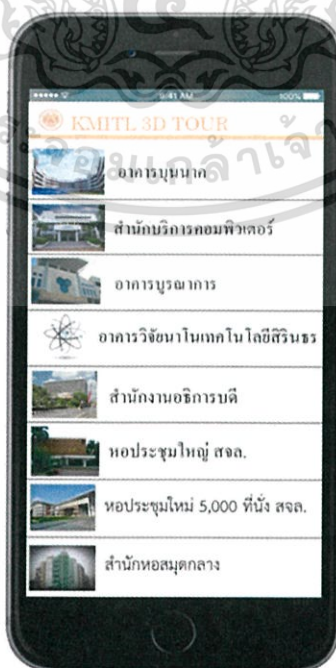 9:41 AM 100%
KMITL 3D TOUR
อาคารบุนนาค
สำนักบริการคอมพิวเตอร์
อาคารบูรณาการ
อาคารวิจัยนาโนเทคโนโลยีสิรินธร
สำนักงานอธิการบดี
หอประชุมใหญ่ สจล.
หอประชุมใหม่ 5,000 ที่นั่ง สจล.
สำนักหอสมุดกลาง